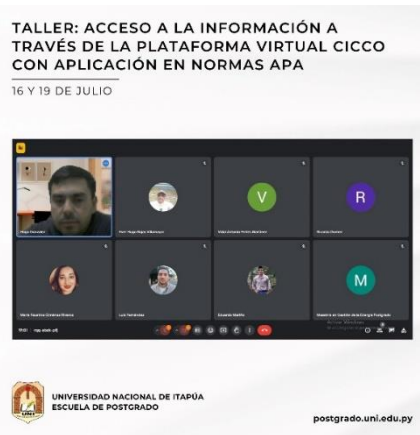 TALLER: ACCESO A LA INFORMACIÓN A
TRAVÉS DE LA PLATAFORMA VIRTUAL CICCO
CON APLICACIÓN EN NORMAS APA
16 Y 19 DE JULIO
V
R
M
UNIVERSIDAD NACIONAL DE ITAPÚA
ESCUELA DE POSTGRADO
postgrado.uni.edu.py